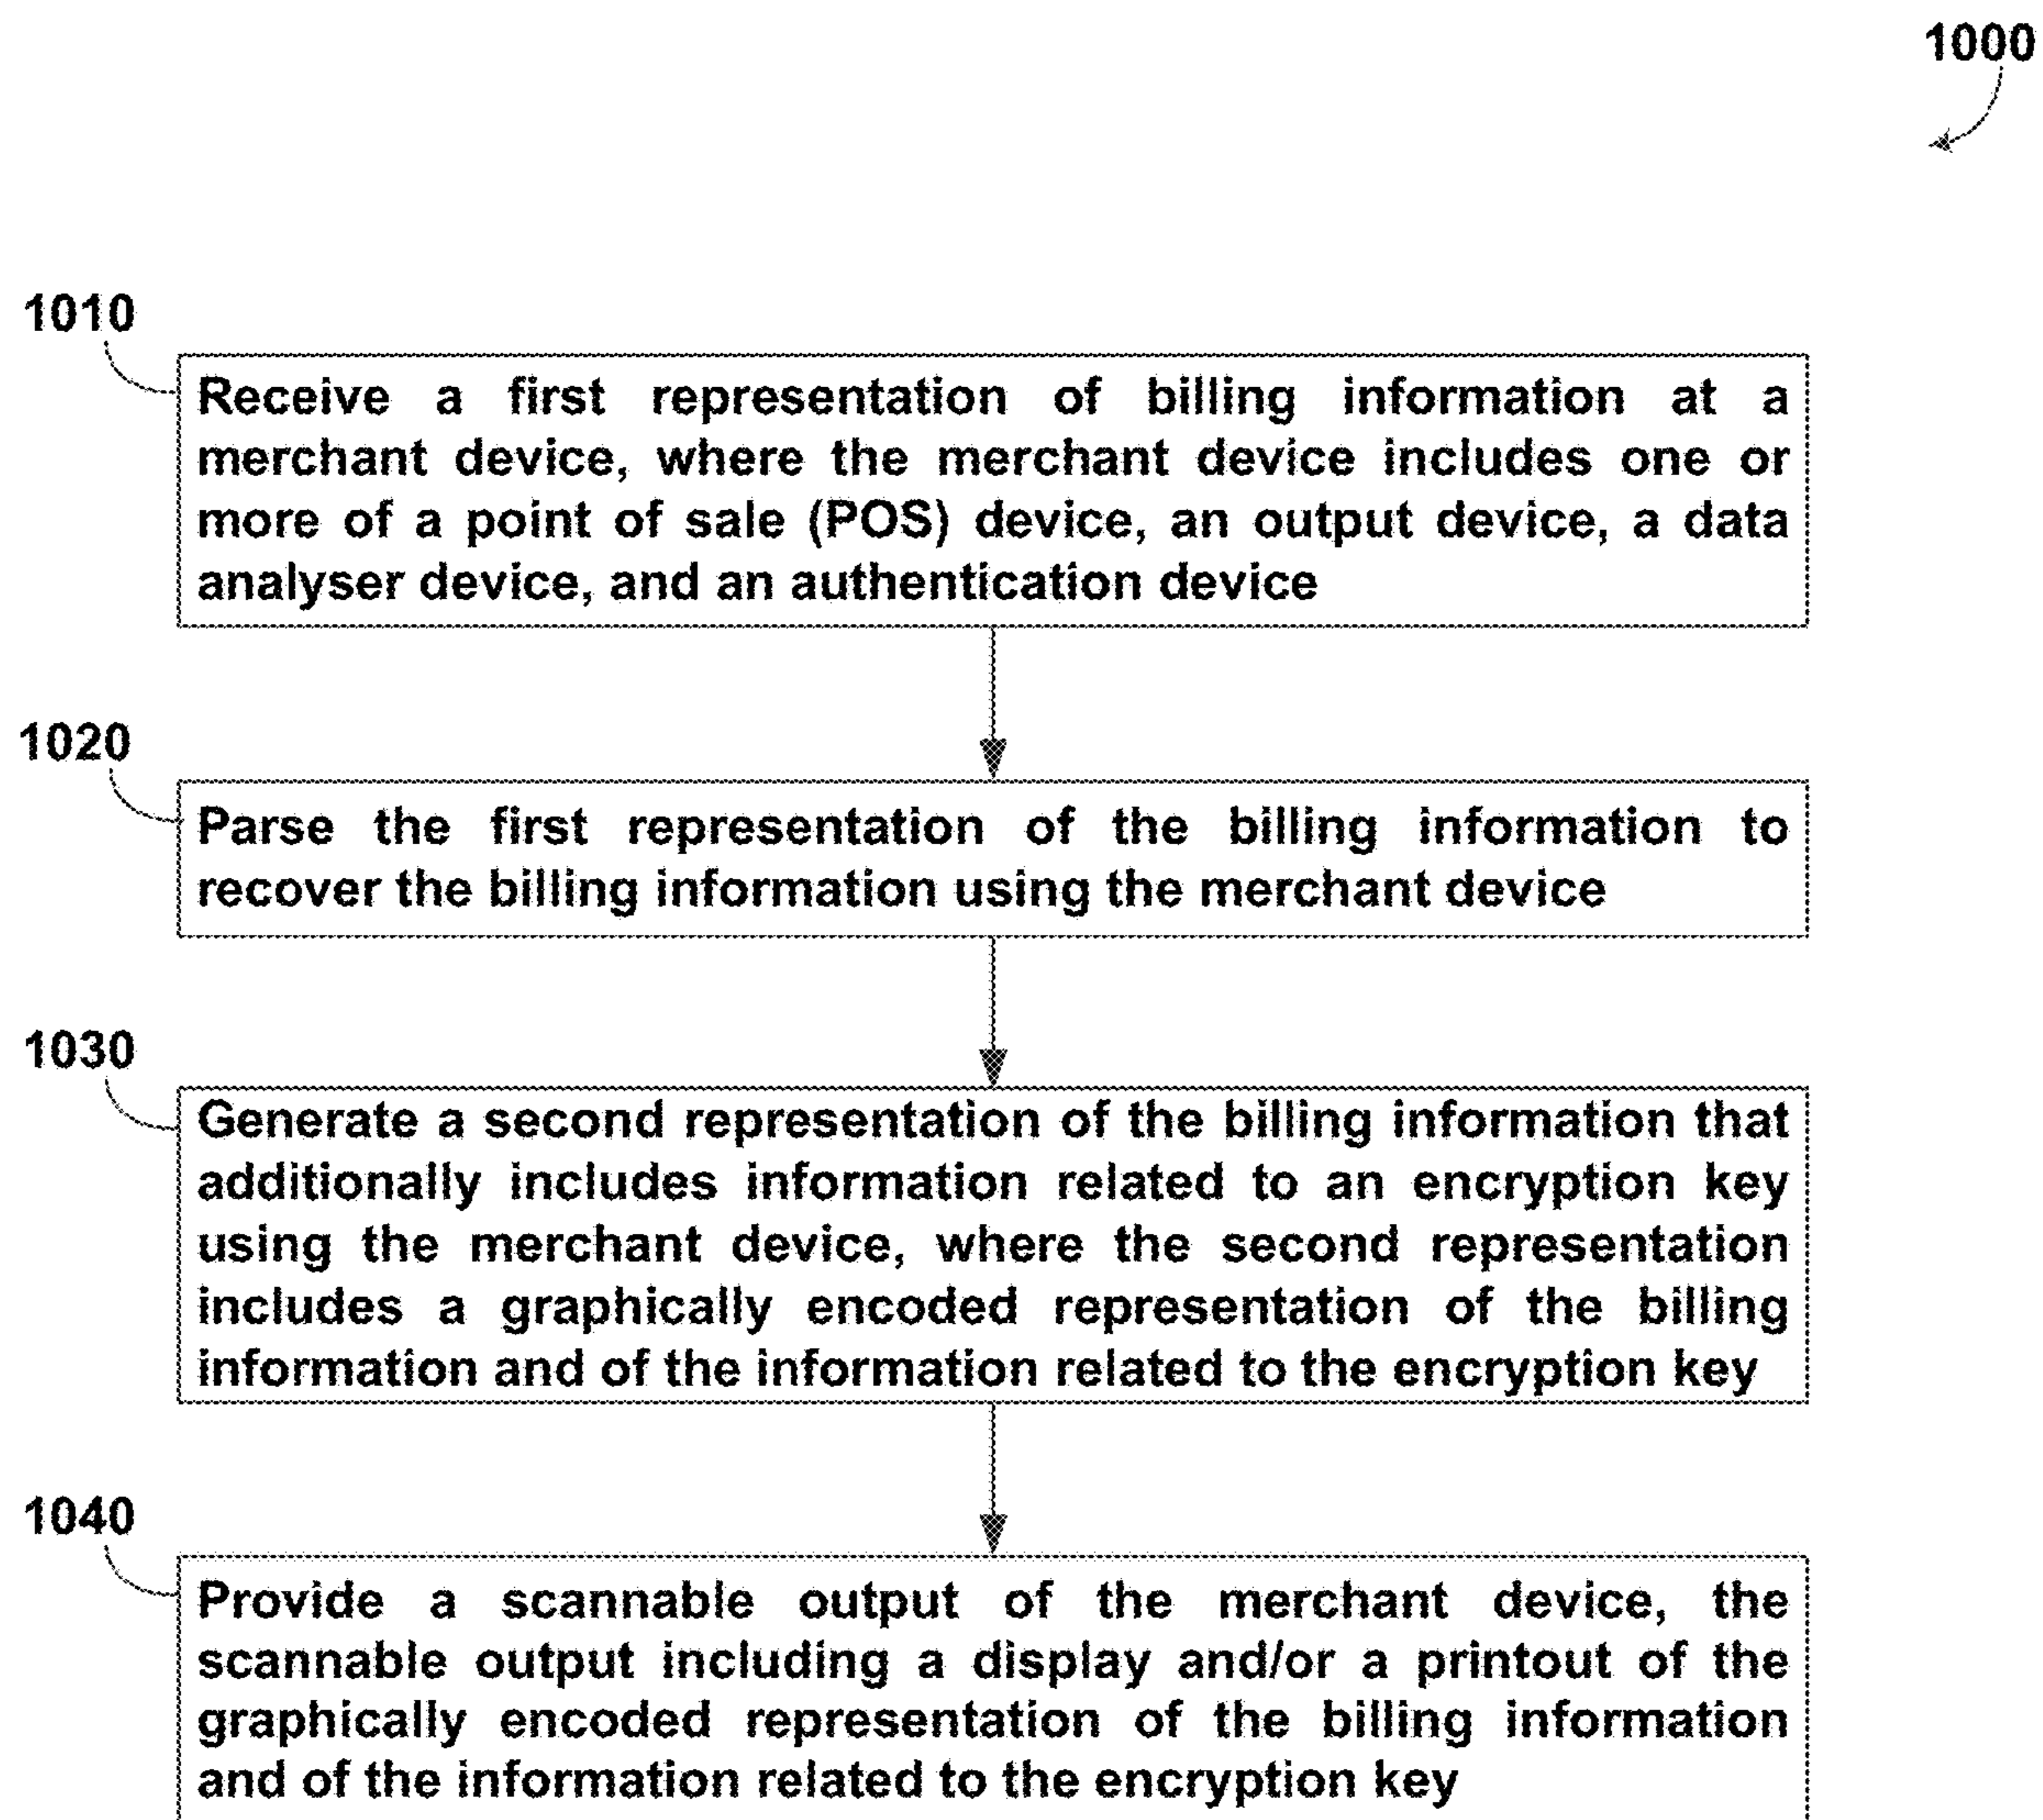 1000
1010
Receive a first representation of billing information at a
merchant device, where the merchant device includes one or
more of a point of sale (POS) device, an output device, a data
analyser device, and an authentication device
1020
Parse the first representation of the billing information to
recover the billing information using the merchant device
1030
Generate a second representation of the billing information that
additionally includes information related to an encryption key
using the merchant device, where the second representation
includes a graphically encoded representation of the billing
information and of the information related to the encryption key
1040
Provide a scannable output of the merchant device, the
scannable output including a display and/or a printout of the
graphically encoded representation of the billing information
and of the information related to the encryption key